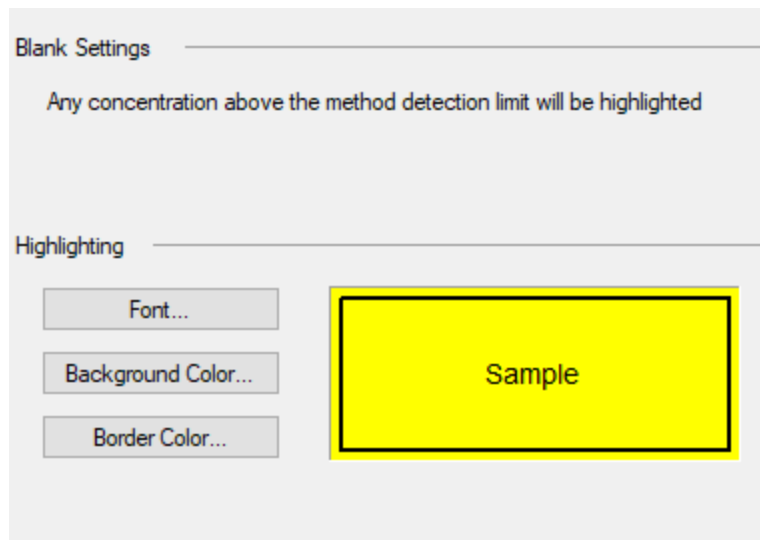 Blank Settings
Any concentration above the method detection limit will be highlighted
Highlighting
Font...
Background Color...
Border Color...
Sample